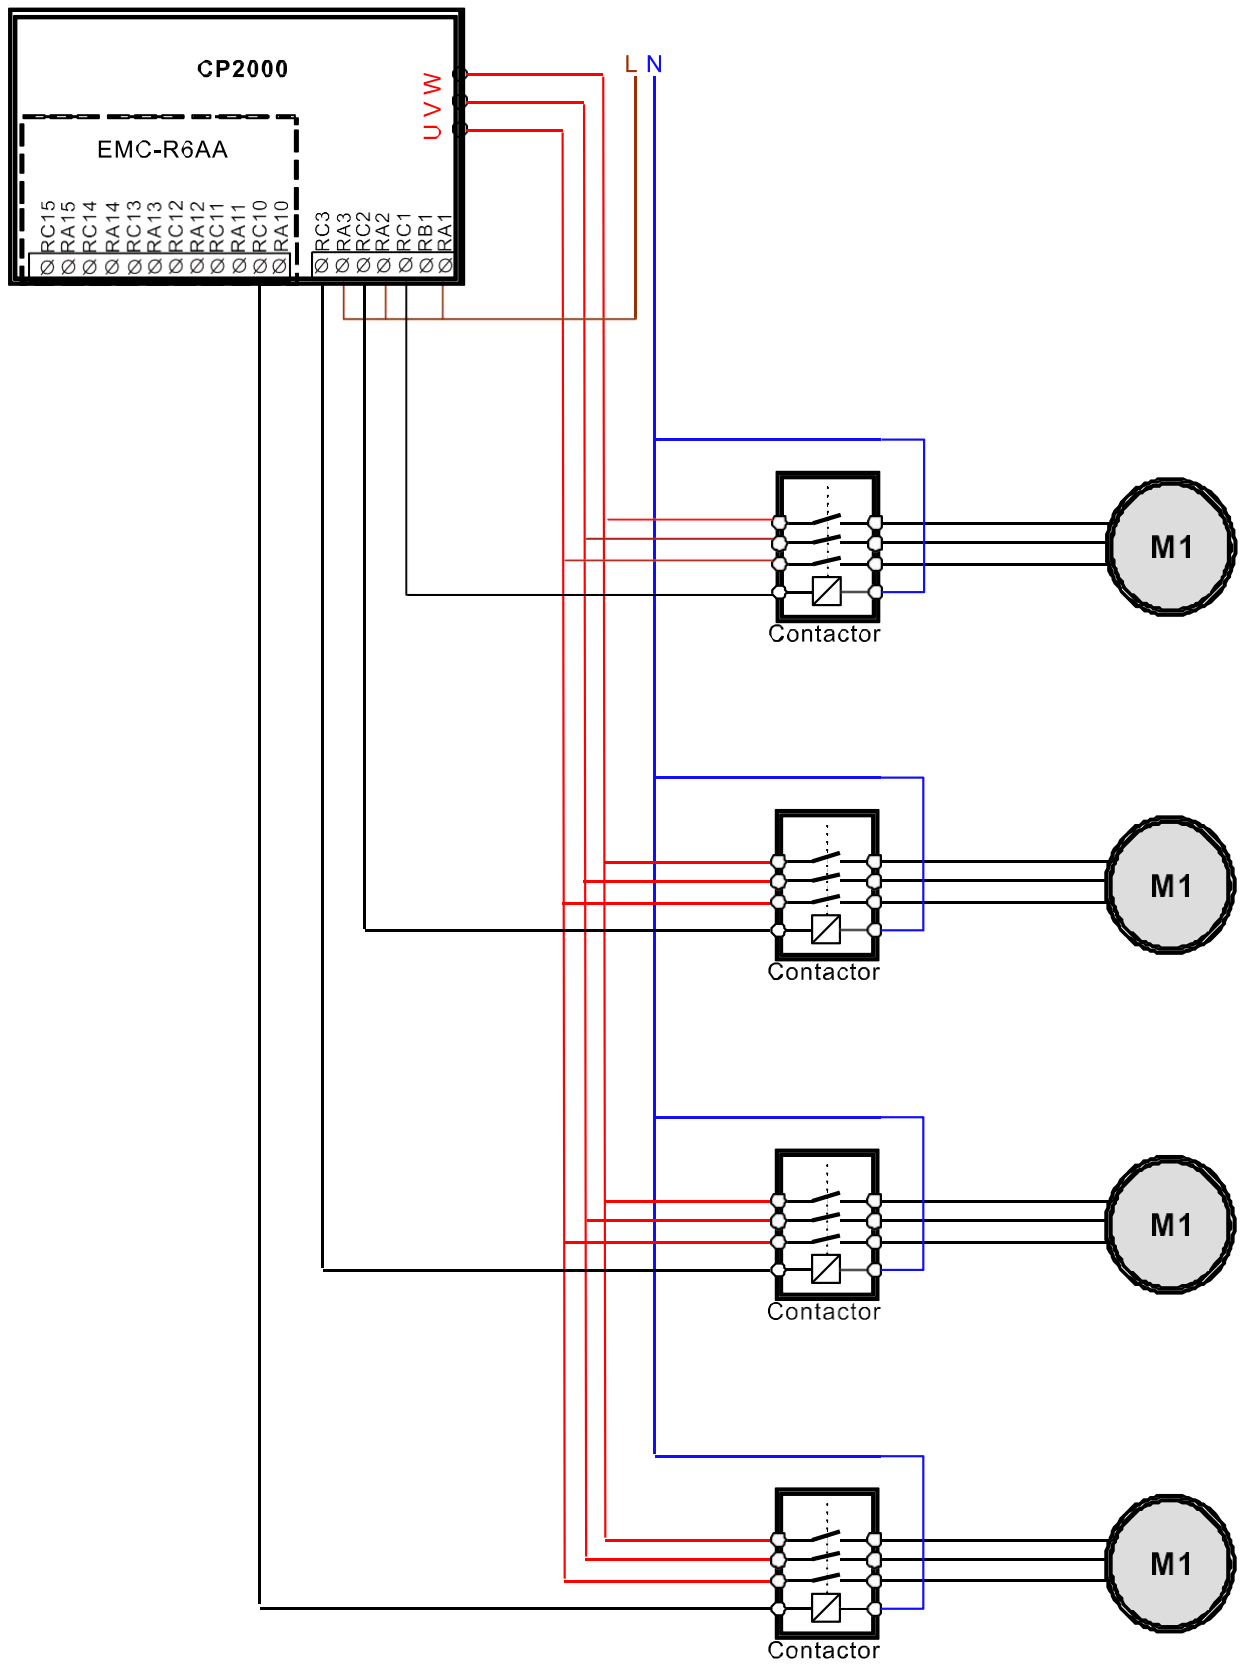 CP2000
L N
U V W
EMC-R6AA
RC15
RA15
RC14
RA14
RC13
RA13
RC12
RA12
RC11
RA11
RC10
RA10
RC3
RA3
RC2
RA2
RC1
RB1
RA1
M1
Contactor
M1
Contactor
M1
Contactor
M1
Contactor